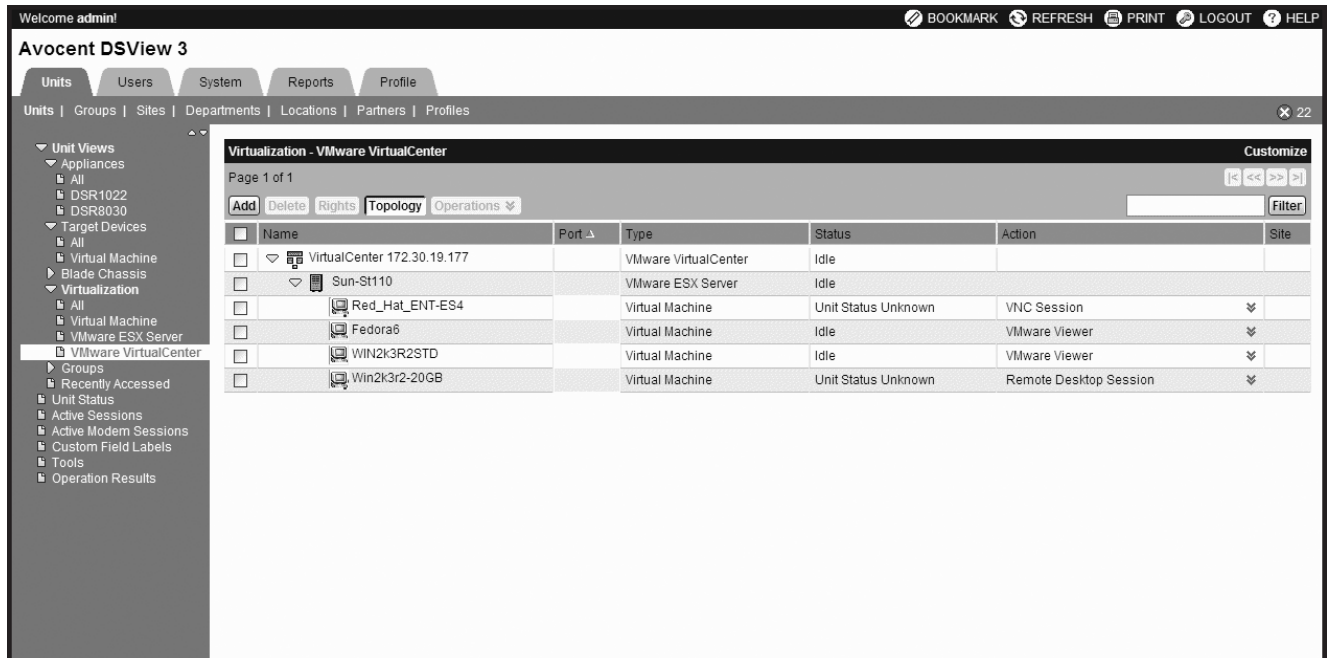 Welcome admin! BOOKMARK REFRESH PRINT LOGOUT ? HELP
Avocent DSView 3
Units Users System Reports Profile
Units | Groups | Sites | Departments | Locations | Partners | Profiles 22
Unit Views
Appliances
All
DSR1022
DSR8030
Target Devices
All
Virtual Machine
Blade Chassis
Virtualization
All
Virtual Machine
VMware ESX Server
VMware VirtualCenter
Groups
Recently Accessed
Unit Status
Active Sessions
Active Modem Sessions
Custom Field Labels
Tools
Operation Results
Virtualization - VMware VirtualCenter Customize
Page 1 of 1 |< << >> >|
Add Delete Rights Topology Operations Filter
Name Port Type Status Action Site
VirtualCenter 172.30.19.177 VMware VirtualCenter Idle
Sun-St110 VMware ESX Server Idle
Red_Hat_ENT-ES4 Virtual Machine Unit Status Unknown VNC Session
Fedora6 Virtual Machine Idle VMware Viewer
WIN2k3R2STD Virtual Machine Idle VMware Viewer
Win2k3r2-20GB Virtual Machine Unit Status Unknown Remote Desktop Session